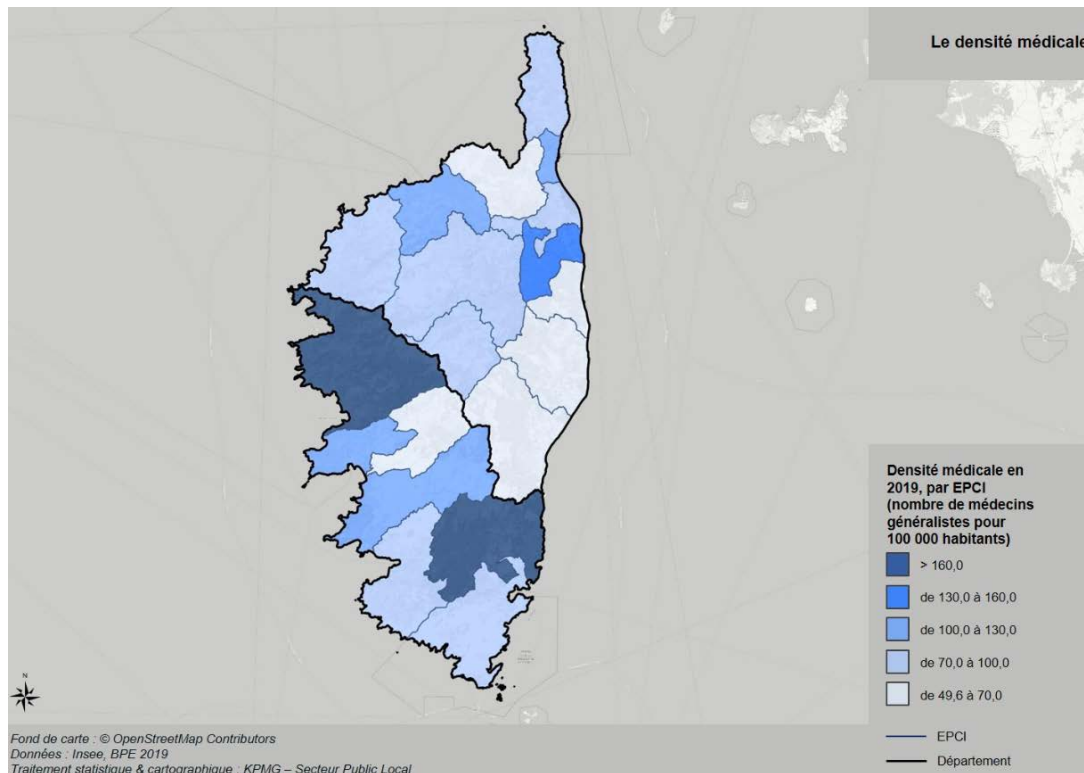 Le densité médicale
Densité médicale en
2019, par EPCI
(nombre de médecins
généralistes pour
100 000 habitants)
> 160,0
de 130,0 à 160,0
de 100,0 à 130,0
de 70,0 à 100,0
de 49,6 à 70,0
EPCI
Département
N
Fond de carte : © OpenStreetMap Contributors
Données : Insee, BPE 2019
Traitement statistique & cartographique : KPMG – Secteur Public Local